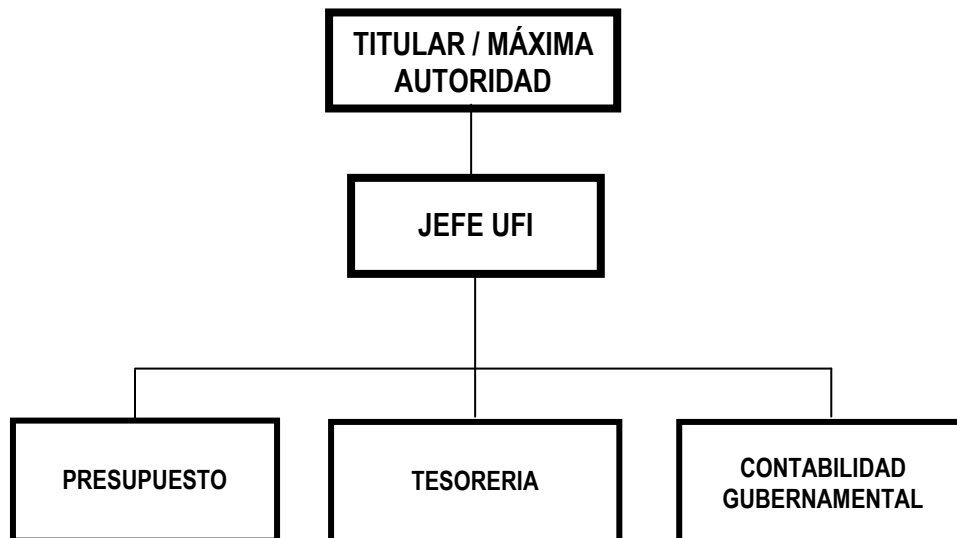 TITULAR / MÁXIMA
AUTORIDAD
JEFE UFI
PRESUPUESTO
TESORERIA
CONTABILIDAD
GUBERNAMENTAL